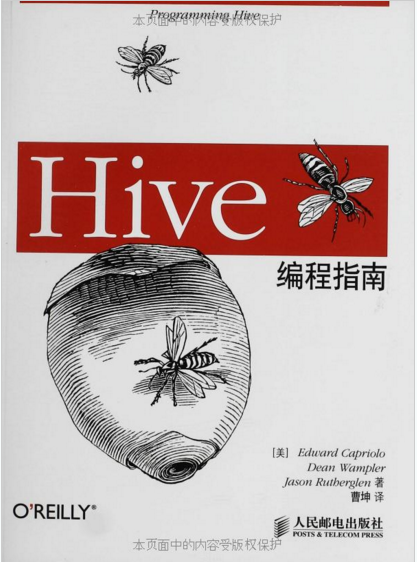 Programming Hive
本页面中的内容受版权保护
Hive
编程指南
[美] Edward Capriolo
Dean Wampler
Jason Rutherglen 著
曹坤 译
O'REILLY®
人民邮电出版社
POSTS & TELECOM PRESS
本页面中的内容受版权保护